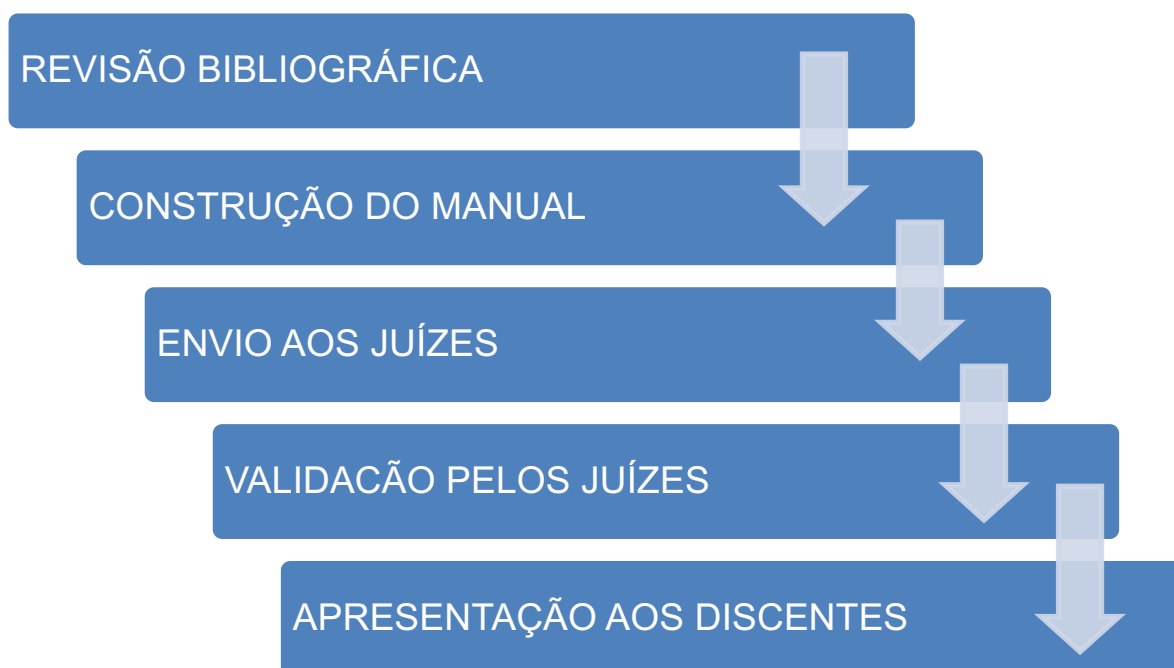 REVISÃO BIBLIOGRÁFICA
CONSTRUÇÃO DO MANUAL
ENVIO AOS JUÍZES
VALIDACÃO PELOS JUÍZES
APRESENTAÇÃO AOS DISCENTES